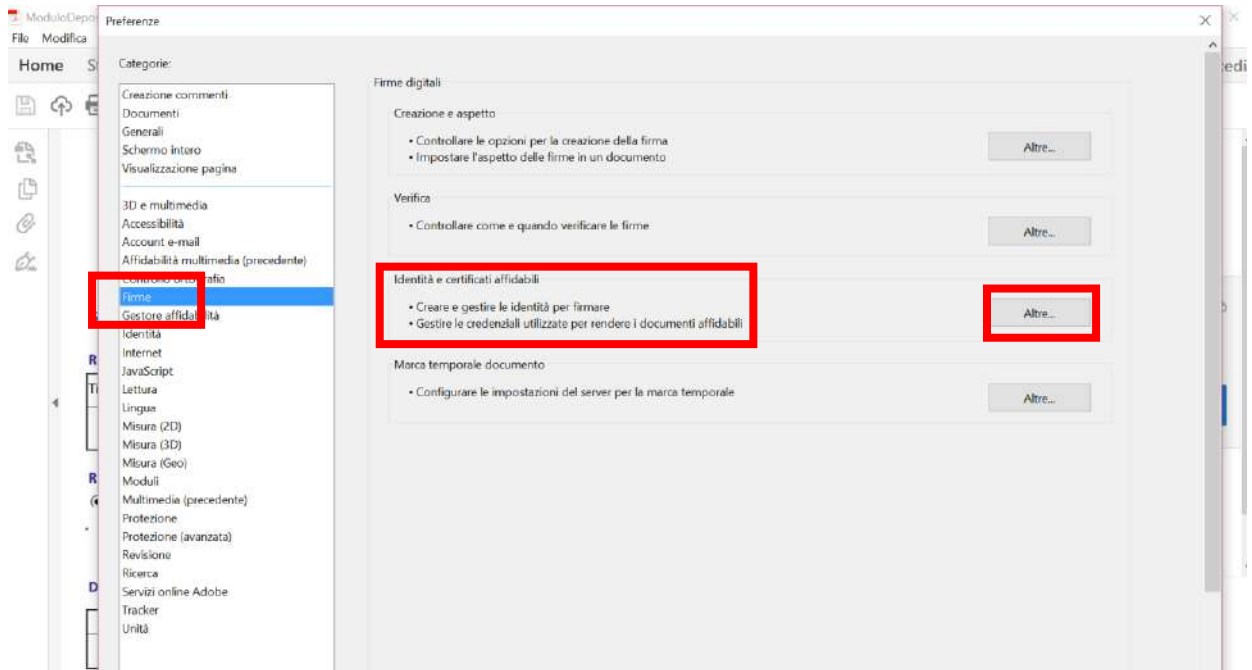 ModuloDepo
Preferenze
File Modifica
Home S
edi
Categorie:
Creazione commenti
Documenti
Generali
Schermo intero
Visualizzazione pagina
3D e multimedia
Accessibilità
Account e-mail
Affidabilità multimedia (precedente)
Controllo ortografia
Firme
Gestore affidabilità
Identità
Internet
JavaScript
Lettura
Lingua
Misura (2D)
Misura (3D)
Misura (Geo)
Moduli
Multimedia (precedente)
Protezione
Protezione (avanzata)
Revisione
Ricerca
Servizi online Adobe
Tracker
Unità
Firme digitali
Creazione e aspetto
• Controllare le opzioni per la creazione della firma
• Impostare l'aspetto delle firme in un documento
Altre...
Verifica
• Controllare come e quando verificare le firme
Altre...
Identità e certificati affidabili
• Creare e gestire le identità per firmare
• Gestire le credenziali utilizzate per rendere i documenti affidabili
Altre...
Marca temporale documento
• Configurare le impostazioni del server per la marca temporale
Altre...
R
Ti
R
D